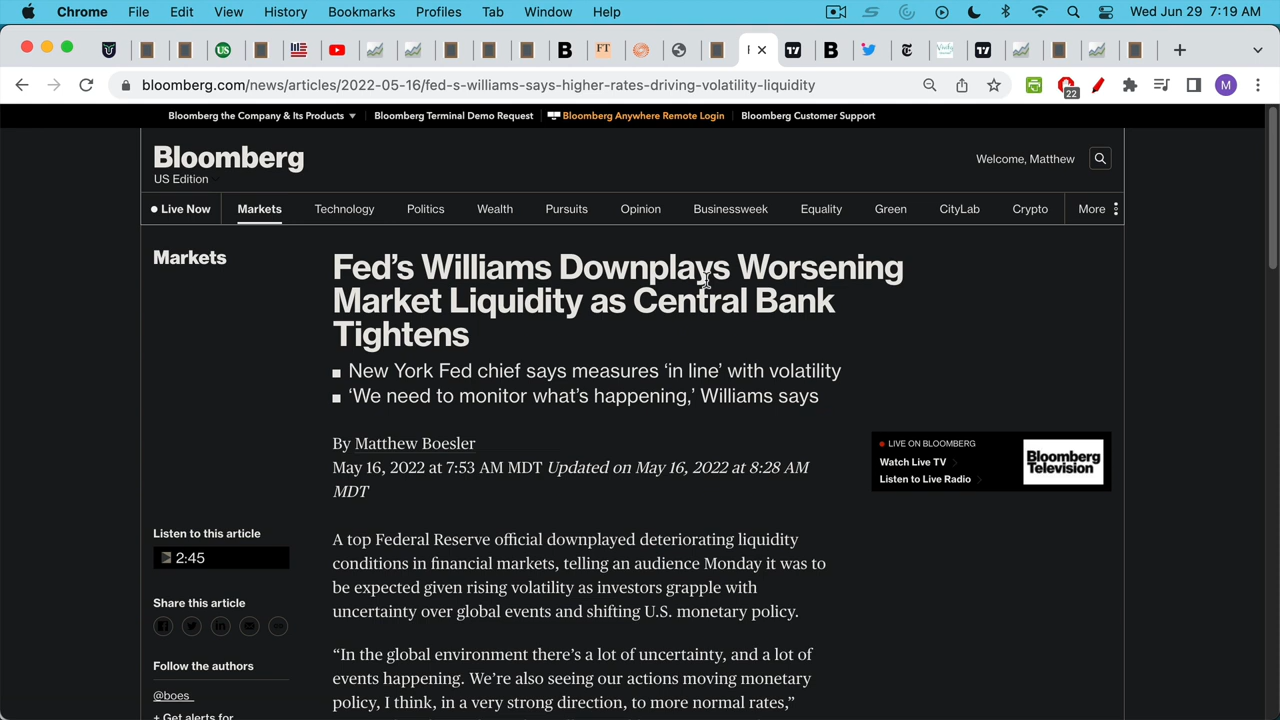 Chrome File Edit View History Bookmarks Profiles Tab Window Help Wed Jun 29 7:19 AM
bloomberg.com/news/articles/2022-05-16/fed-s-williams-says-higher-rates-driving-volatility-liquidity
22
M
Bloomberg the Company & Its Products Bloomberg Terminal Demo Request Bloomberg Anywhere Remote Login Bloomberg Customer Support
Bloomberg
US Edition
Welcome, Matthew
Live Now Markets Technology Politics Wealth Pursuits Opinion Businessweek Equality Green CityLab Crypto More
Markets
Fed’s Williams Downplays Worsening
Market Liquidity as Central Bank
Tightens
New York Fed chief says measures ‘in line’ with volatility
‘We need to monitor what’s happening,’ Williams says
By Matthew Boesler
May 16, 2022 at 7:53 AM MDT Updated on May 16, 2022 at 8:28 AM
MDT
LIVE ON BLOOMBERG
Watch Live TV
Listen to Live Radio
Bloomberg
Television
Listen to this article
2:45
Share this article
Follow the authors
@boes
+ Get alerts for
A top Federal Reserve official downplayed deteriorating liquidity
conditions in financial markets, telling an audience Monday it was to
be expected given rising volatility as investors grapple with
uncertainty over global events and shifting U.S. monetary policy.
“In the global environment there’s a lot of uncertainty, and a lot of
events happening. We’re also seeing our actions moving monetary
policy, I think, in a very strong direction, to more normal rates,”